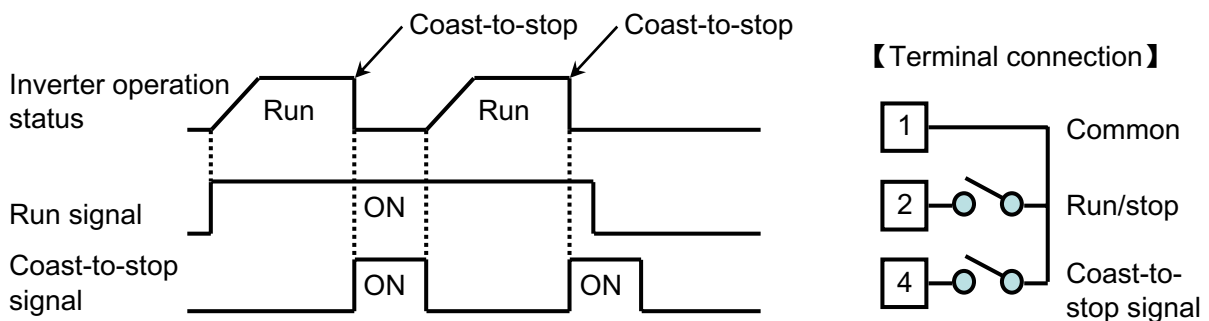 Coast-to-stop
Coast-to-stop
Inverter operation
status
Run
Run
Run signal
ON
Coast-to-stop
signal
ON
ON
【Terminal connection】
1
Common
2
Run/stop
4
Coast-to-
stop signal